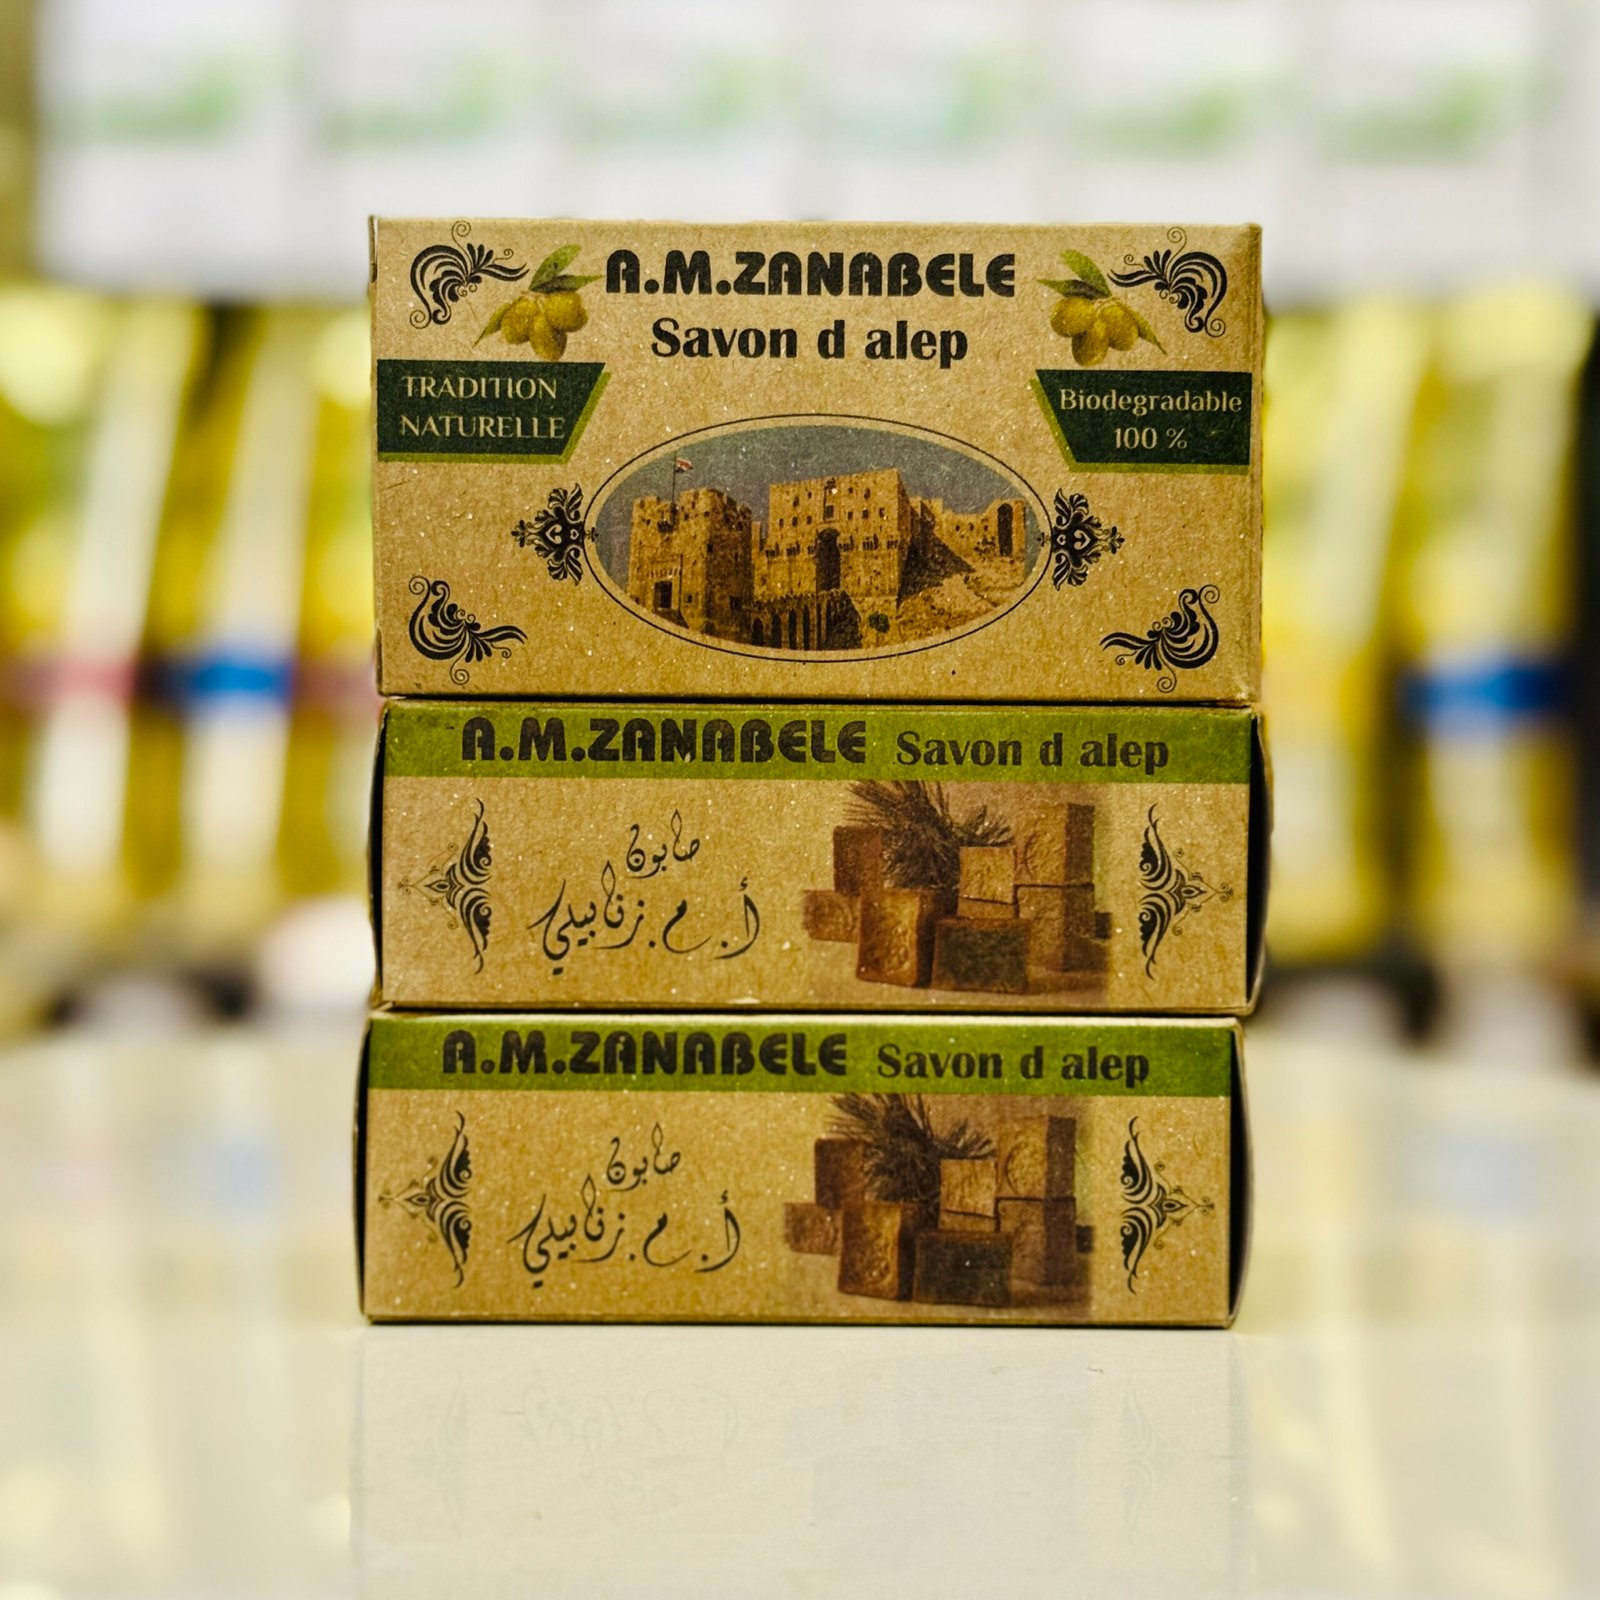 A.M.ZANABELE
Savon d alep
TRADITION
NATURELLE
Biodegradable
100 %
A.M.ZANABELE Savon d alep
صابون
أ. م. زنابيلي
A.M.ZANABELE Savon d alep
صابون
أ. م. زنابيلي